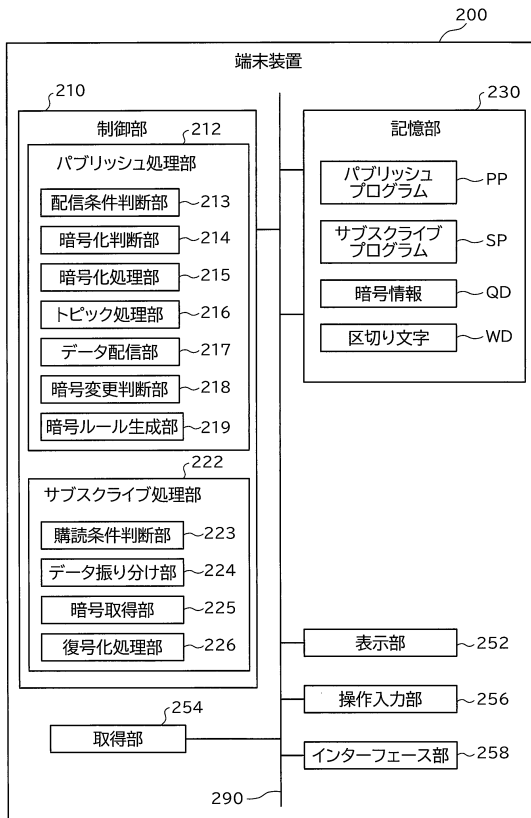 200
端末装置
210
制御部
212
パブリッシュ処理部
配信条件判断部 213
暗号化判断部 214
暗号化処理部 215
トピック処理部 216
データ配信部 217
暗号変更判断部 218
暗号ルール生成部 219
222
サブスクライブ処理部
購読条件判断部 223
データ振り分け部 224
暗号取得部 225
復号化処理部 226
254
取得部
290
230
記憶部
パブリッシュ
プログラム PP
サブスクライブ
プログラム SP
暗号情報 QD
区切り文字 WD
表示部 252
操作入力部 256
インターフェース部 258